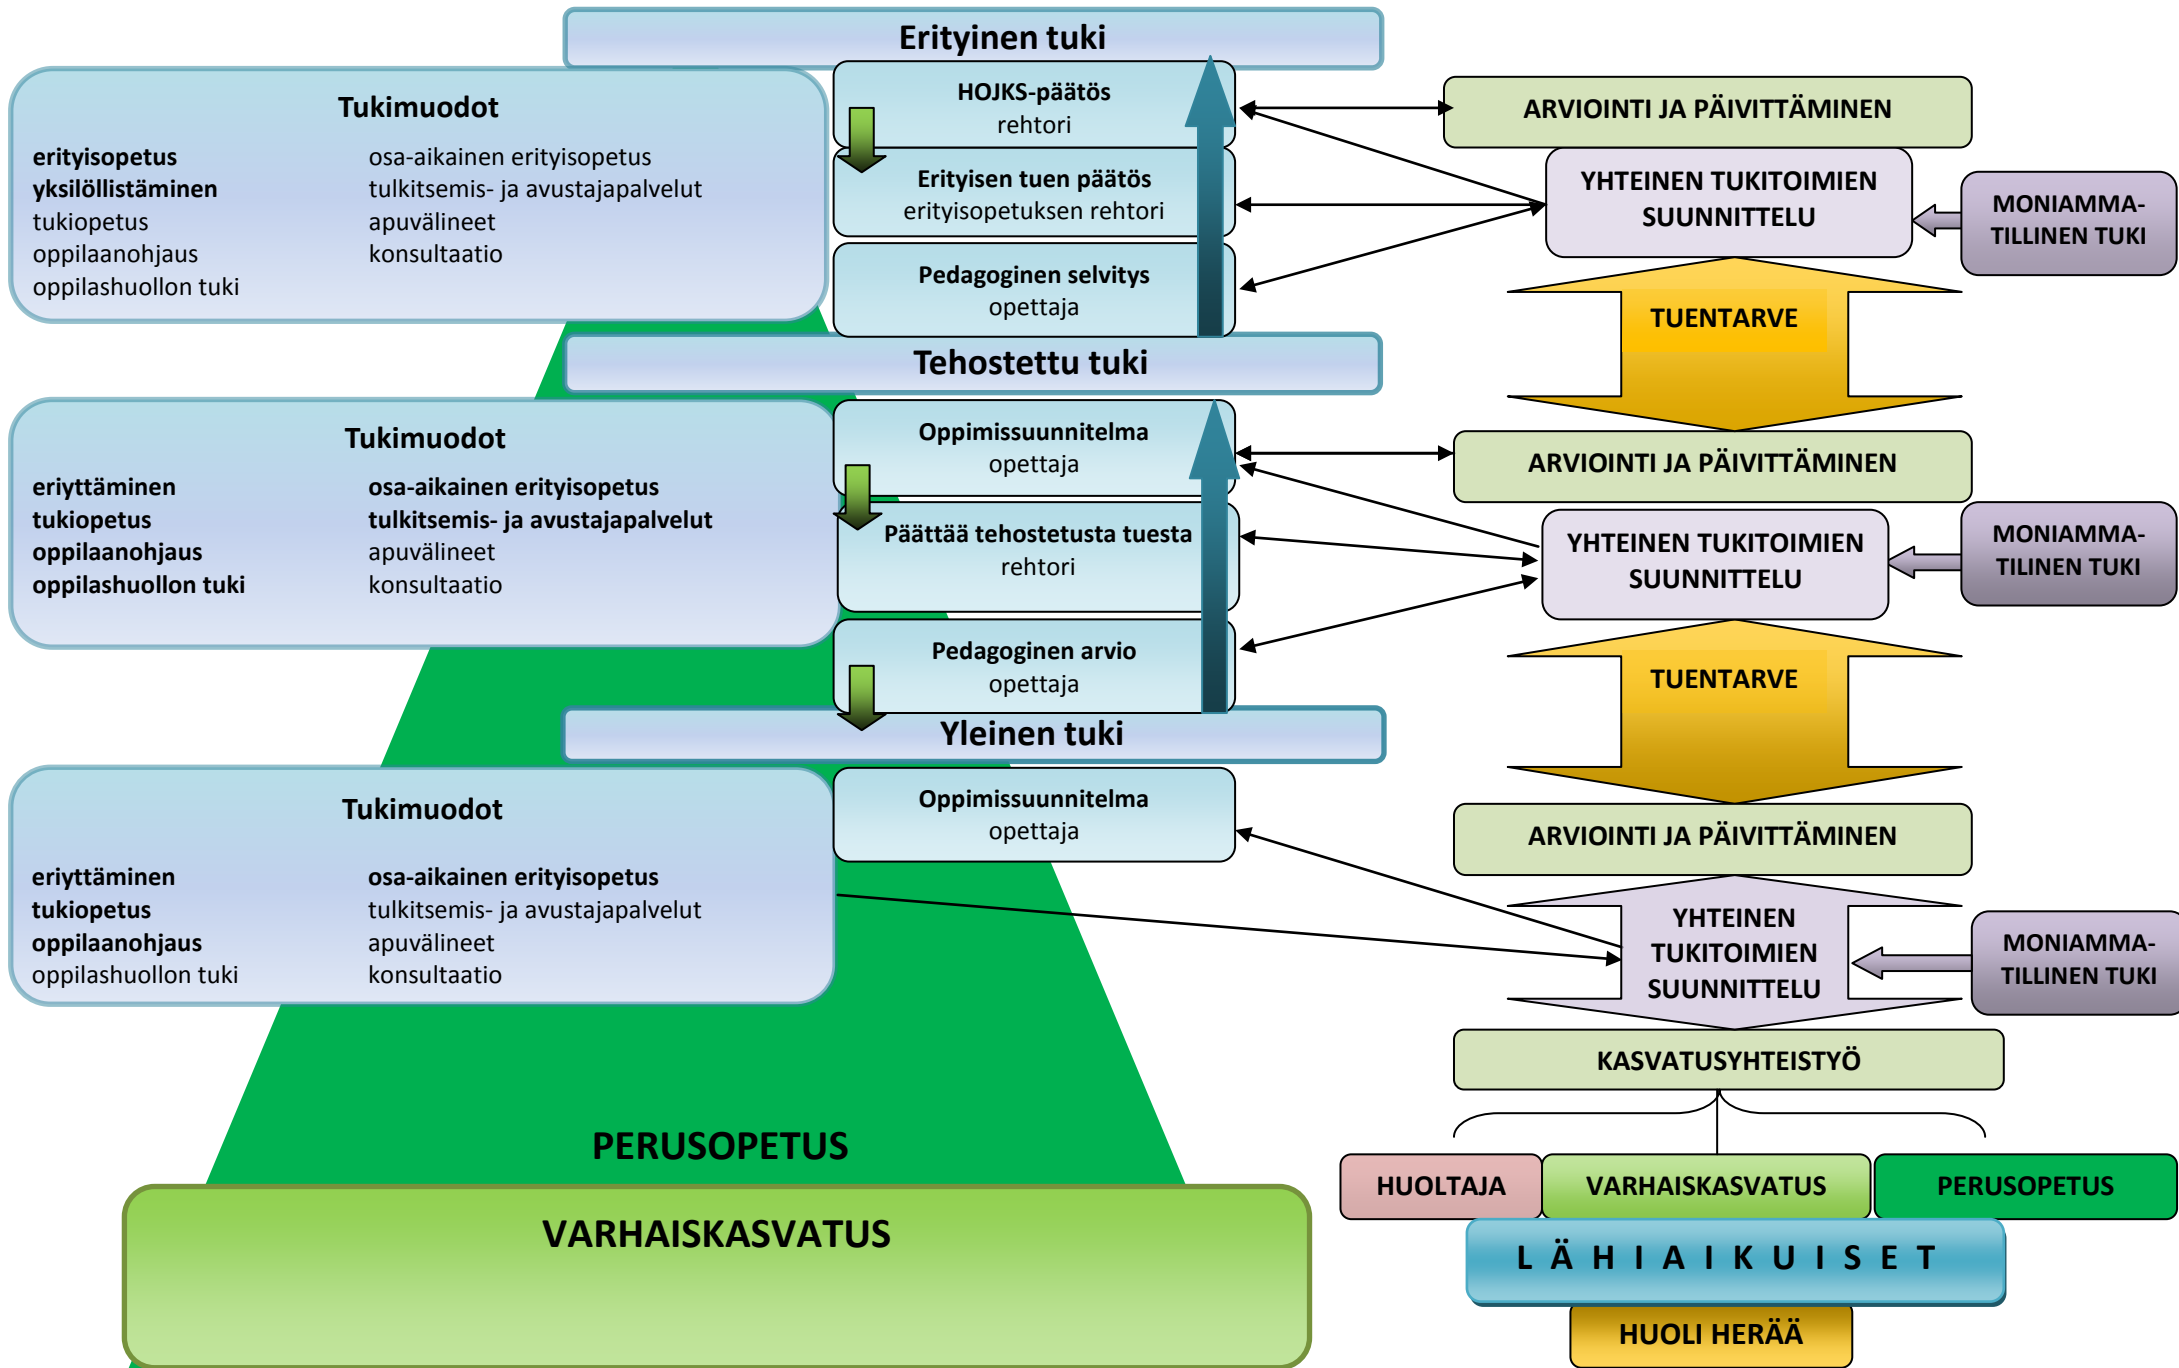 Erityinen tuki
Tukimuodot
erityisopetus
yksilöllistäminen
tukiopetus
oppilaanohjaus
oppilashuollon tuki
osa-aikainen erityisopetus
tulkitsemis- ja avustajapalvelut
apuvälineet
konsultaatio
HOJKS-päätös
rehtori
Erityisen tuen päätös
erityisopetuksen rehtori
Pedagoginen selvitys
opettaja
ARVIOINTI JA PÄIVITTÄMINEN
YHTEINEN TUKITOIMIEN
SUUNNITTELU
MONIAMMA-
TILLINEN TUKI
TUENTARVE
Tehostettu tuki
Tukimuodot
eriyttäminen
tukiopetus
oppilaanohjaus
oppilashuollon tuki
osa-aikainen erityisopetus
tulkitsemis- ja avustajapalvelut
apuvälineet
konsultaatio
Oppimissuunnitelma
opettaja
Päättää tehostetusta tuesta
rehtori
Pedagoginen arvio
opettaja
ARVIOINTI JA PÄIVITTÄMINEN
YHTEINEN TUKITOIMIEN
SUUNNITTELU
MONIAMMA-
TILINEN TUKI
TUENTARVE
Yleinen tuki
Tukimuodot
eriyttäminen
tukiopetus
oppilaanohjaus
oppilashuollon tuki
osa-aikainen erityisopetus
tulkitsemis- ja avustajapalvelut
apuvälineet
konsultaatio
Oppimissuunnitelma
opettaja
ARVIOINTI JA PÄIVITTÄMINEN
YHTEINEN
TUKITOIMIEN
SUUNNITTELU
MONIAMMA-
TILLINEN TUKI
KASVATUSYHTEISTYÖ
PERUSOPETUS
VARHAISKASVATUS
HUOLTAJA
VARHAISKASVATUS
PERUSOPETUS
L Ä H I A I K U I S E T
HUOLI HERÄÄ